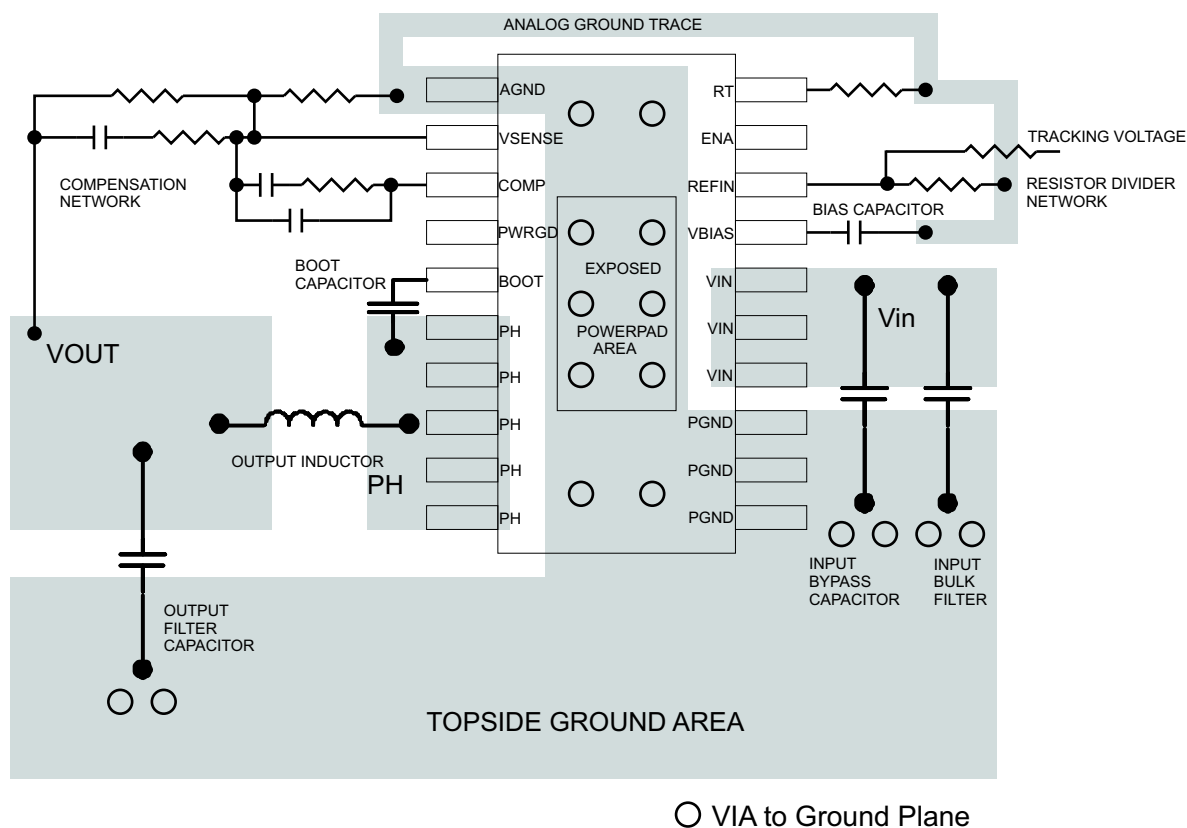 ANALOG GROUND TRACE
AGND
RT
VSENSE
ENA
TRACKING VOLTAGE
COMPENSATION
NETWORK
COMP
REFIN
RESISTOR DIVIDER
NETWORK
BIAS CAPACITOR
PWRGD
VBIAS
BOOT
CAPACITOR
BOOT
EXPOSED
POWERPAD
AREA
VIN
Vin
VOUT
PH
VIN
PH
VIN
PH
PGND
OUTPUT INDUCTOR
PH
PH
PGND
PH
PGND
INPUT
BYPASS
CAPACITOR
INPUT
BULK
FILTER
OUTPUT
FILTER
CAPACITOR
TOPSIDE GROUND AREA
VIA to Ground Plane